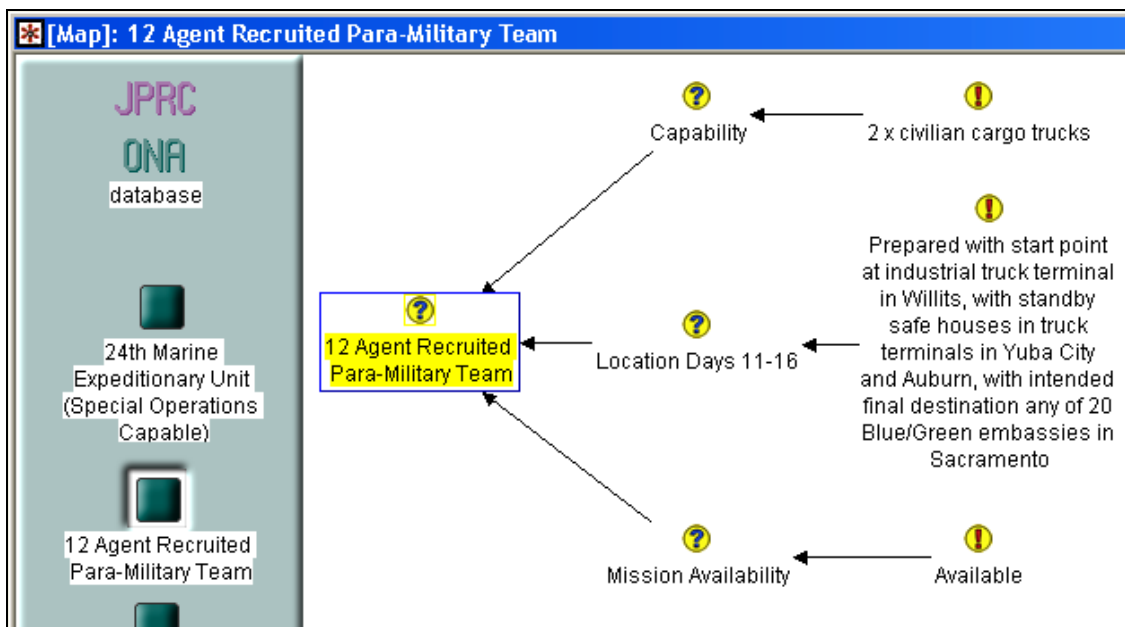 [Map]: 12 Agent Recruited Para-Military Team
JPRC
ONA
database
24th Marine
Expeditionary Unit
(Special Operations
Capable)
12 Agent Recruited
Para-Military Team
12 Agent Recruited
Para-Military Team
Capability
2 x civilian cargo trucks
Location Days 11-16
Prepared with start point
at industrial truck terminal
in Willits, with standby
safe houses in truck
terminals in Yuba City
and Auburn, with intended
final destination any of 20
Blue/Green embassies in
Sacramento
Mission Availability
Available